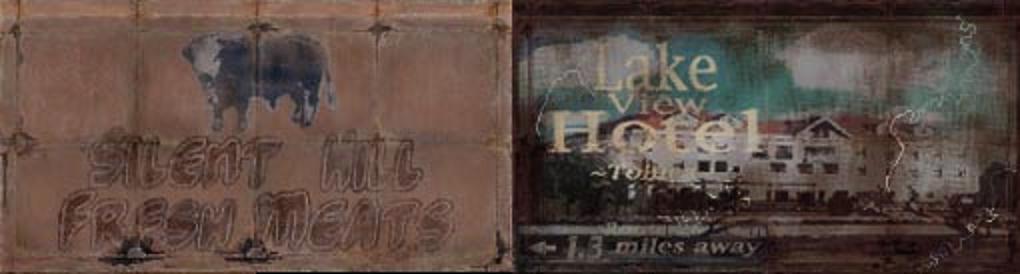 SILENT HILL
FRESH MEATS
Lake
View
Hotel
1.3 miles away